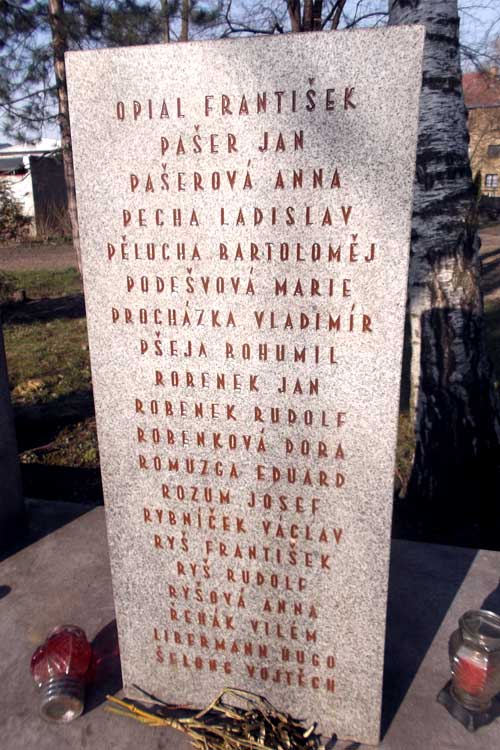 OPIAL FRANTIŠEK
PAŠER JAN
PAŠEROVÁ ANNA
PECHA LADISLAV
PĚLUCHA BARTOLOMĚJ
PODEŠVOVÁ MARIE
PROCHÁZKA VLADIMÍR
PŠEJA BOHUMIL
ROBENEK JAN
ROBENEK RUDOLF
ROBENKOVÁ DORA
ROMUZGA EDUARD
ROZUM JOSEF
RYBNÍČEK VÁCLAV
RYŠ FRANTIŠEK
RYŠ RUDOLF
RYŠOVÁ ANNA
ŘEHÁK VILÉM
LIBERMANN HUGO
ŠELONG VOJTĚCH